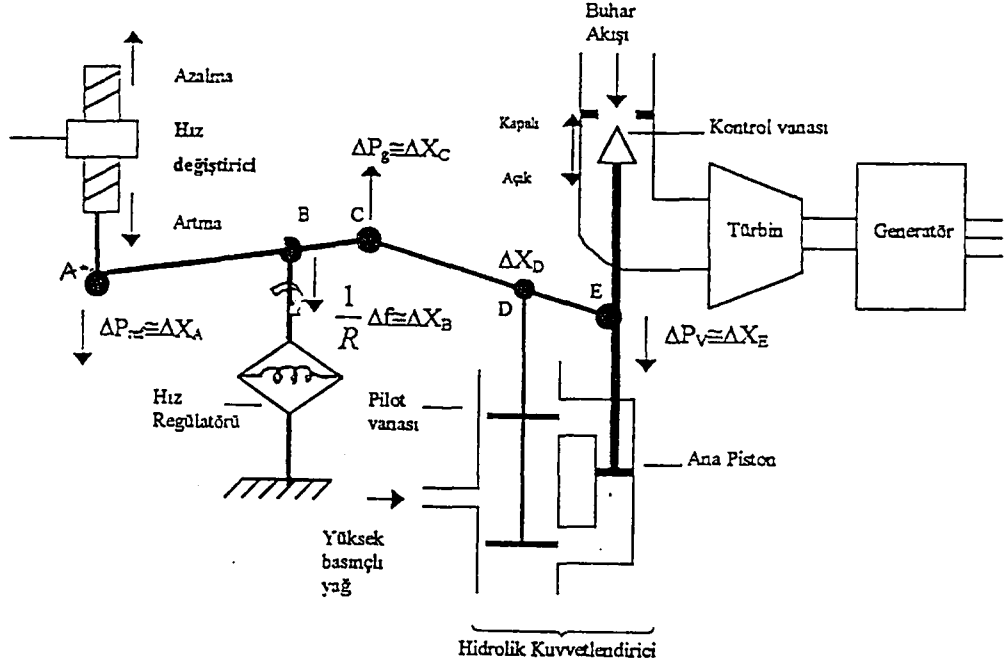 Buhar
Akışı
Azalma
Hız
değiştirici
Artma
Kapalı
Açık
Kontrol vanası
Türbin
Generatör
ΔP_g≅ΔX_C
A
B
C
ΔX_D
D
E
ΔP_ref≅ΔX_A
1/R Δf≅ΔX_B
ΔP_V≅ΔX_E
Hız
Regülatörü
Pilot
vanası
Ana Piston
Yüksek
basınçlı
yağ
Hidrolik Kuvvetlendirici